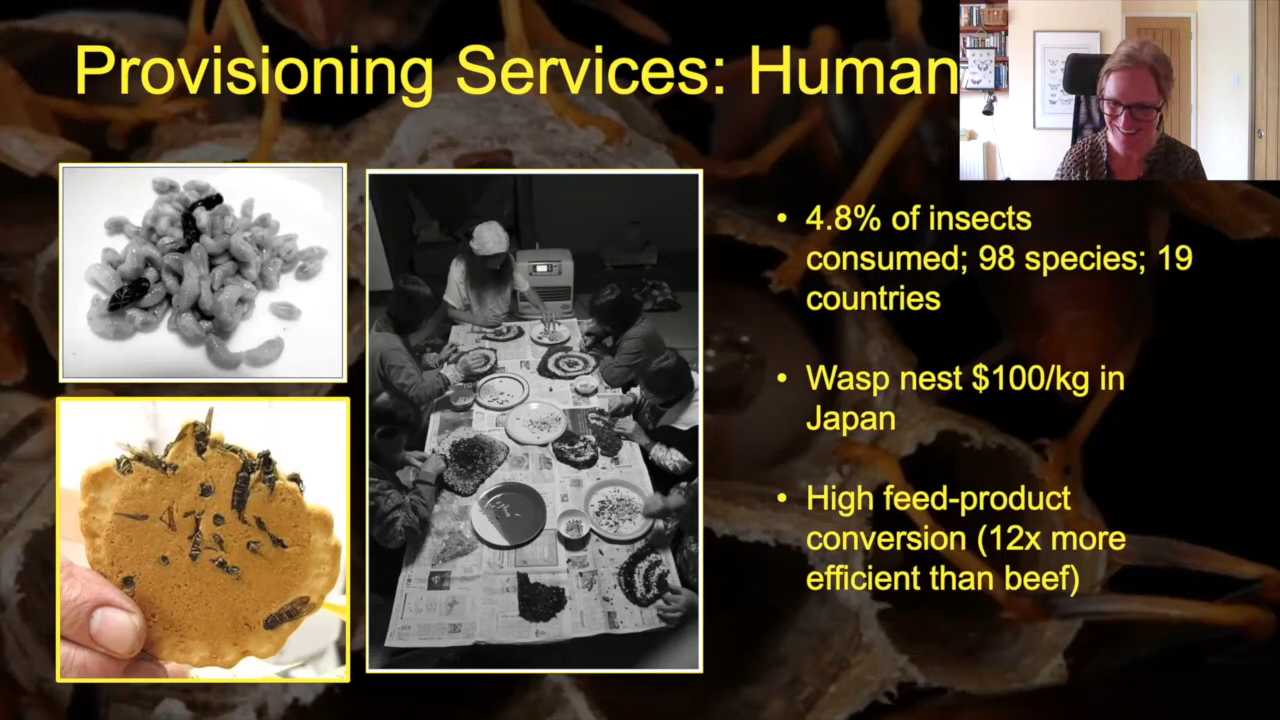 Provisioning Services: Human
• 4.8% of insects
consumed; 98 species; 19
countries
• Wasp nest $100/kg in
Japan
• High feed-product
conversion (12x more
efficient than beef)